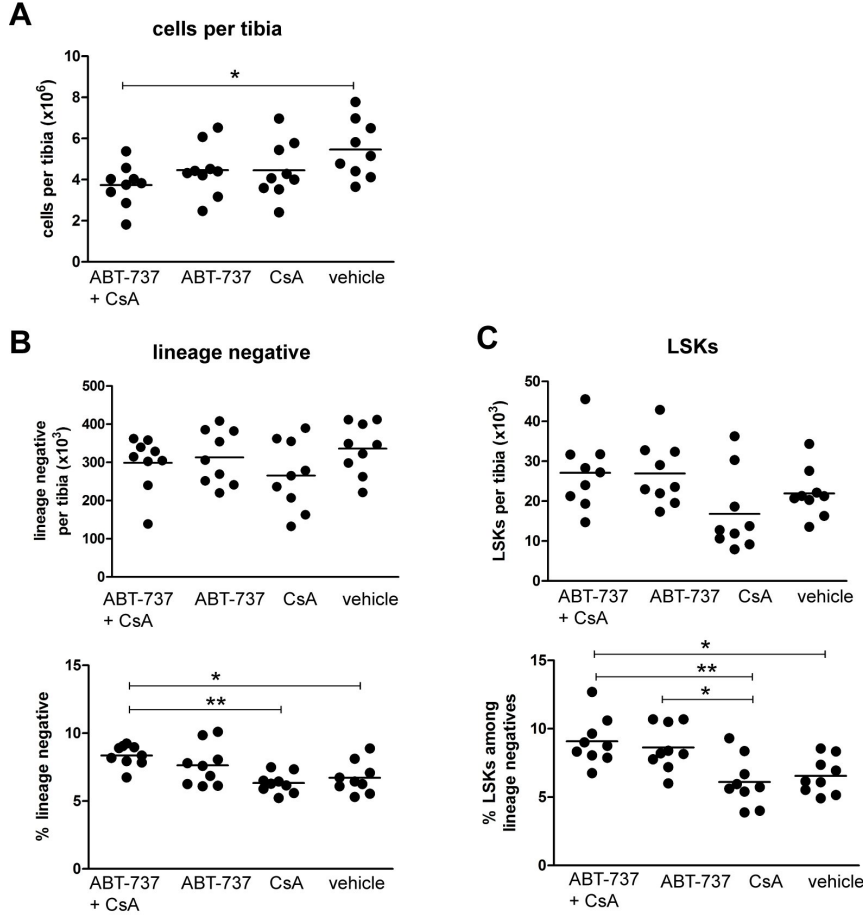 A
cells per tibia
*
cells per tibia (x10⁶)
10
8
6
4
2
0
ABT-737
+ CsA
ABT-737
CsA
vehicle
B
lineage negative
lineage negative
per tibia (x10³)
500
400
300
200
100
0
ABT-737
+ CsA
ABT-737
CsA
vehicle
*
**
% lineage negative
15
10
5
0
ABT-737
+ CsA
ABT-737
CsA
vehicle
C
LSKs
LSKs per tibia (x10³)
50
40
30
20
10
0
ABT-737
+ CsA
ABT-737
CsA
vehicle
*
**
*
% LSKs among
lineage negatives
15
10
5
0
ABT-737
+ CsA
ABT-737
CsA
vehicle